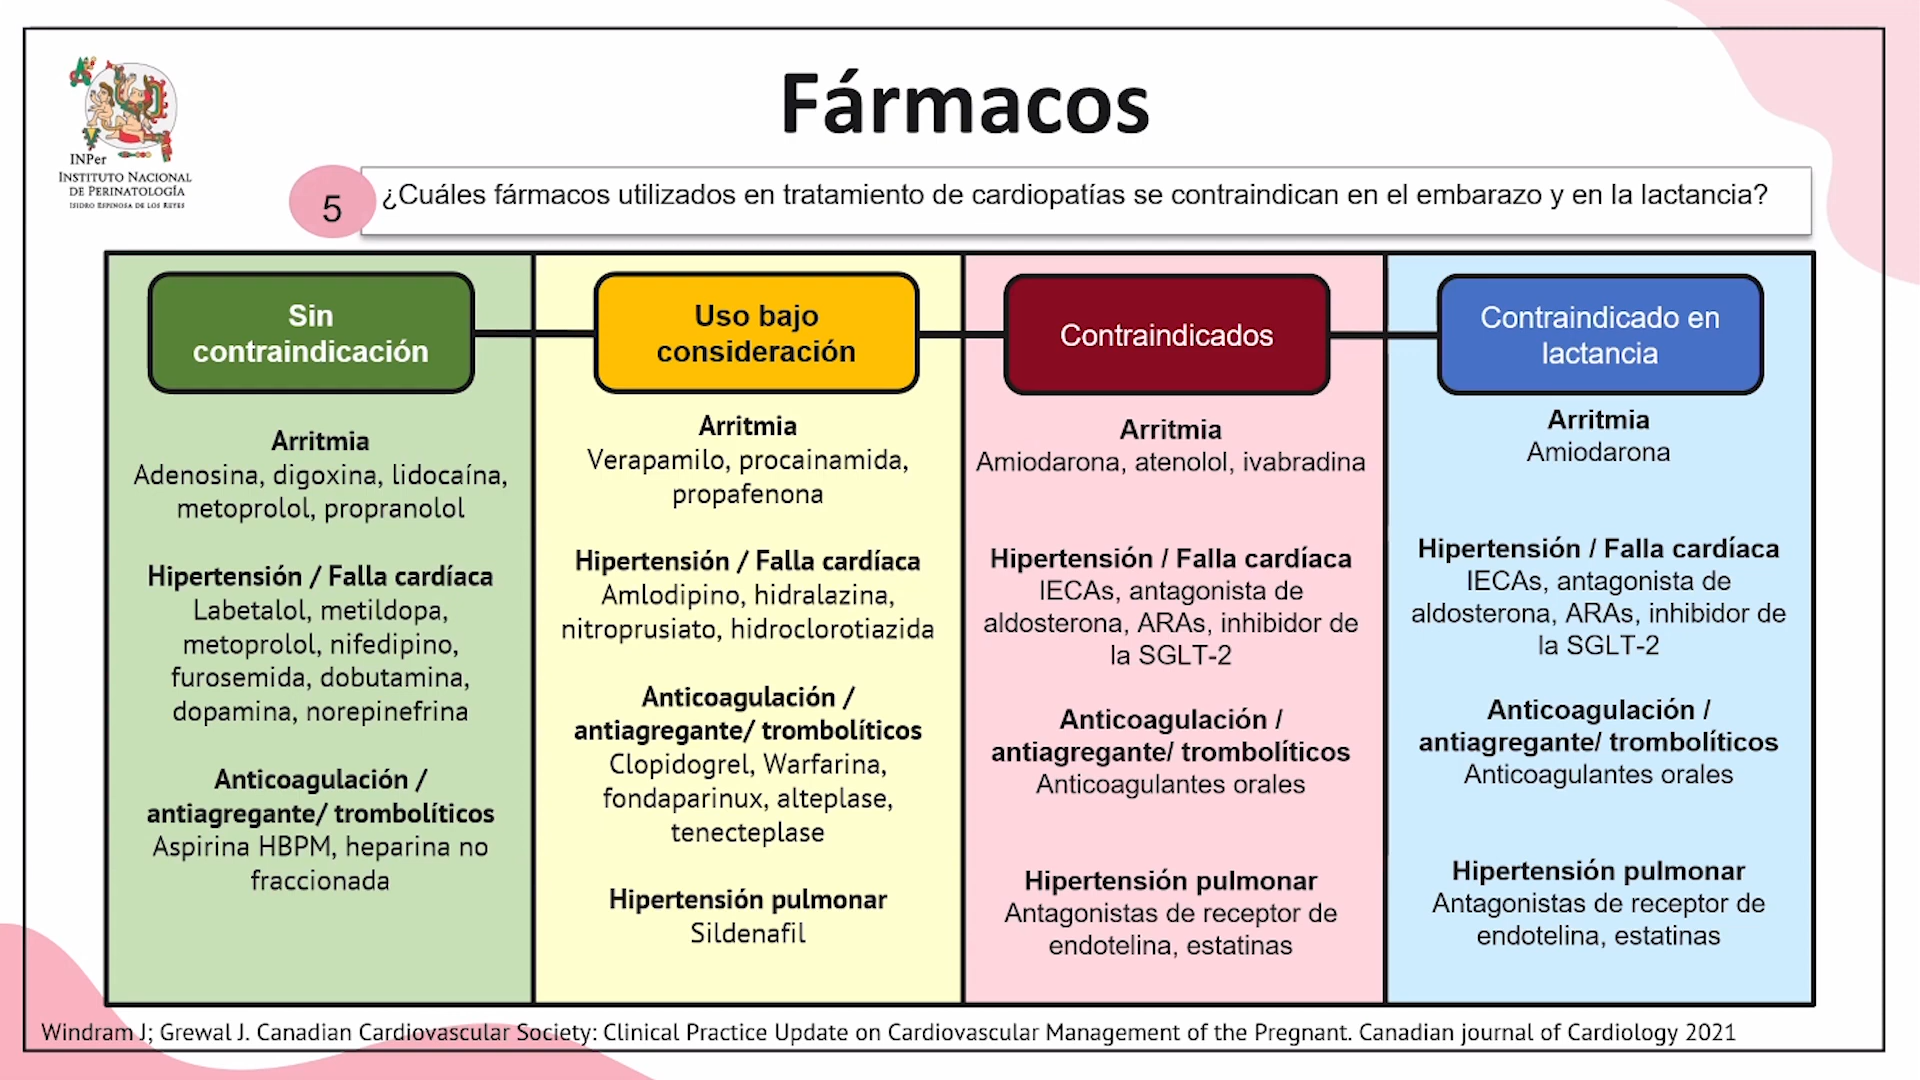 Fármacos
INPer
INSTITUTO NACIONAL
DE PERINATOLOGÍA
ISIDRO ESPINOSA DE LOS REYES
5
¿Cuáles fármacos utilizados en tratamiento de cardiopatías se contraindican en el embarazo y en la lactancia?
Sin
contraindicación
Arritmia
Adenosina, digoxina, lidocaína,
metoprolol, propranolol
Hipertensión / Falla cardíaca
Labetalol, metildopa,
metoprolol, nifedipino,
furosemida, dobutamina,
dopamina, norepinefrina
Anticoagulación /
antiagregante/ trombolíticos
Aspirina HBPM, heparina no
fraccionada
Uso bajo
consideración
Arritmia
Verapamilo, procainamida,
propafenona
Hipertensión / Falla cardíaca
Amlodipino, hidralazina,
nitroprusiato, hidroclorotiazida
Anticoagulación /
antiagregante/ trombolíticos
Clopidogrel, Warfarina,
fondaparinux, alteplase,
tenecteplase
Hipertensión pulmonar
Sildenafil
Contraindicados
Arritmia
Amiodarona, atenolol, ivabradina
Hipertensión / Falla cardíaca
IECAs, antagonista de
aldosterona, ARAs, inhibidor de
la SGLT-2
Anticoagulación /
antiagregante/ trombolíticos
Anticoagulantes orales
Hipertensión pulmonar
Antagonistas de receptor de
endotelina, estatinas
Contraindicado en
lactancia
Arritmia
Amiodarona
Hipertensión / Falla cardíaca
IECAs, antagonista de
aldosterona, ARAs, inhibidor de
la SGLT-2
Anticoagulación /
antiagregante/ trombolíticos
Anticoagulantes orales
Hipertensión pulmonar
Antagonistas de receptor de
endotelina, estatinas
Windram J; Grewal J. Canadian Cardiovascular Society: Clinical Practice Update on Cardiovascular Management of the Pregnant. Canadian journal of Cardiology 2021